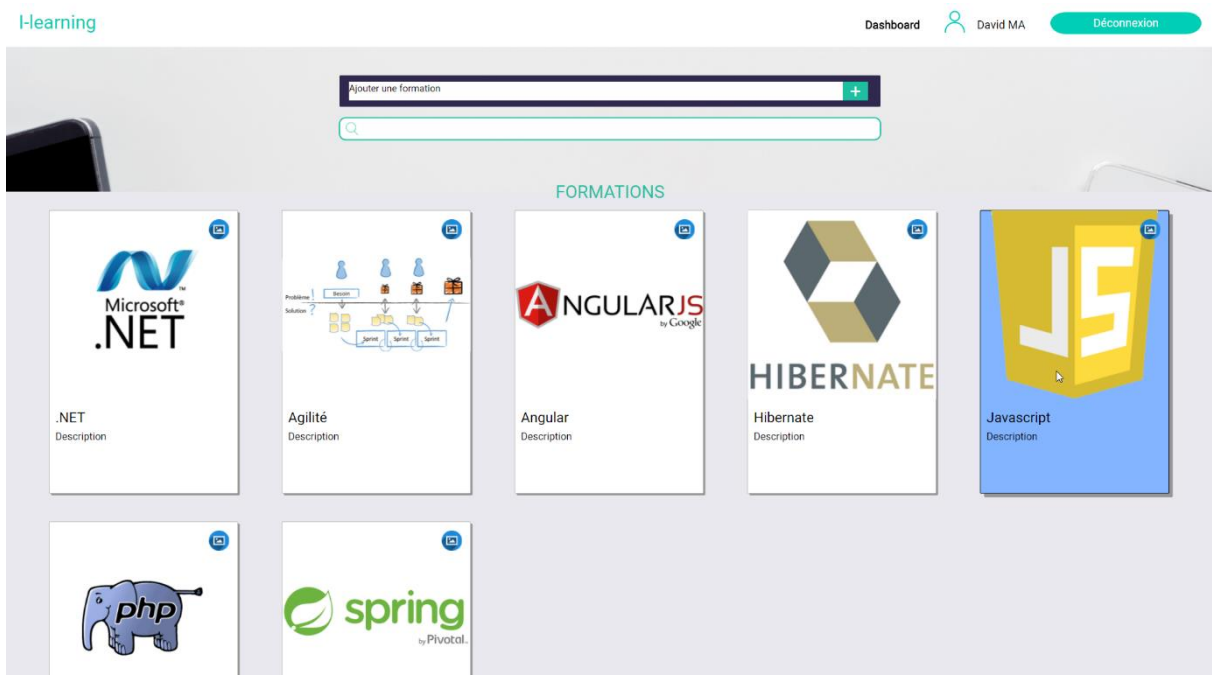 I-learning
Dashboard
David MA
Déconnexion
Ajouter une formation
+
FORMATIONS
Microsoft®
.NET
TM
.NET
Description
Problème !
Besoin
Solution ?
Sprint
Sprint
Sprint
Agilité
Description
ANGULARJS
by Google
Angular
Description
HIBERNATE
Hibernate
Description
JS
Javascript
Description
php
spring
by Pivotal.